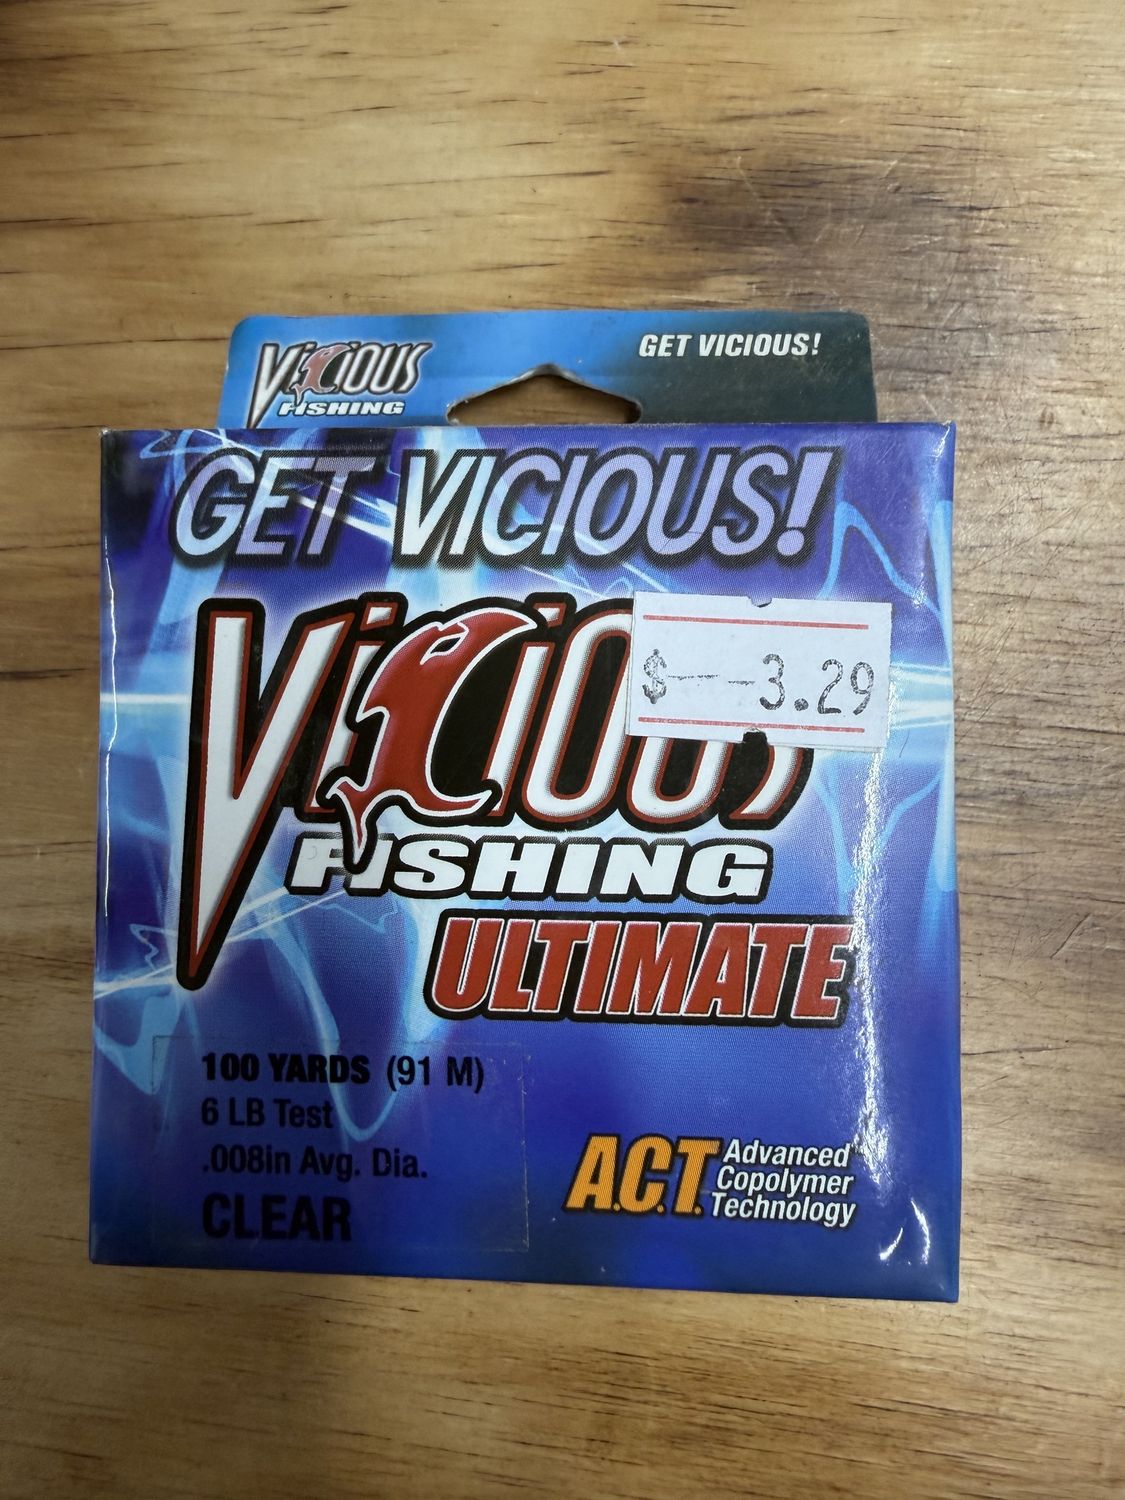 Vicious
FISHING
GET VICIOUS!
GET VICIOUS!
Vicious
$---3.29
FISHING
ULTIMATE
100 YARDS (91 M)
6 LB Test
.008in Avg. Dia.
CLEAR
A.C.T. Advanced
Copolymer
Technology